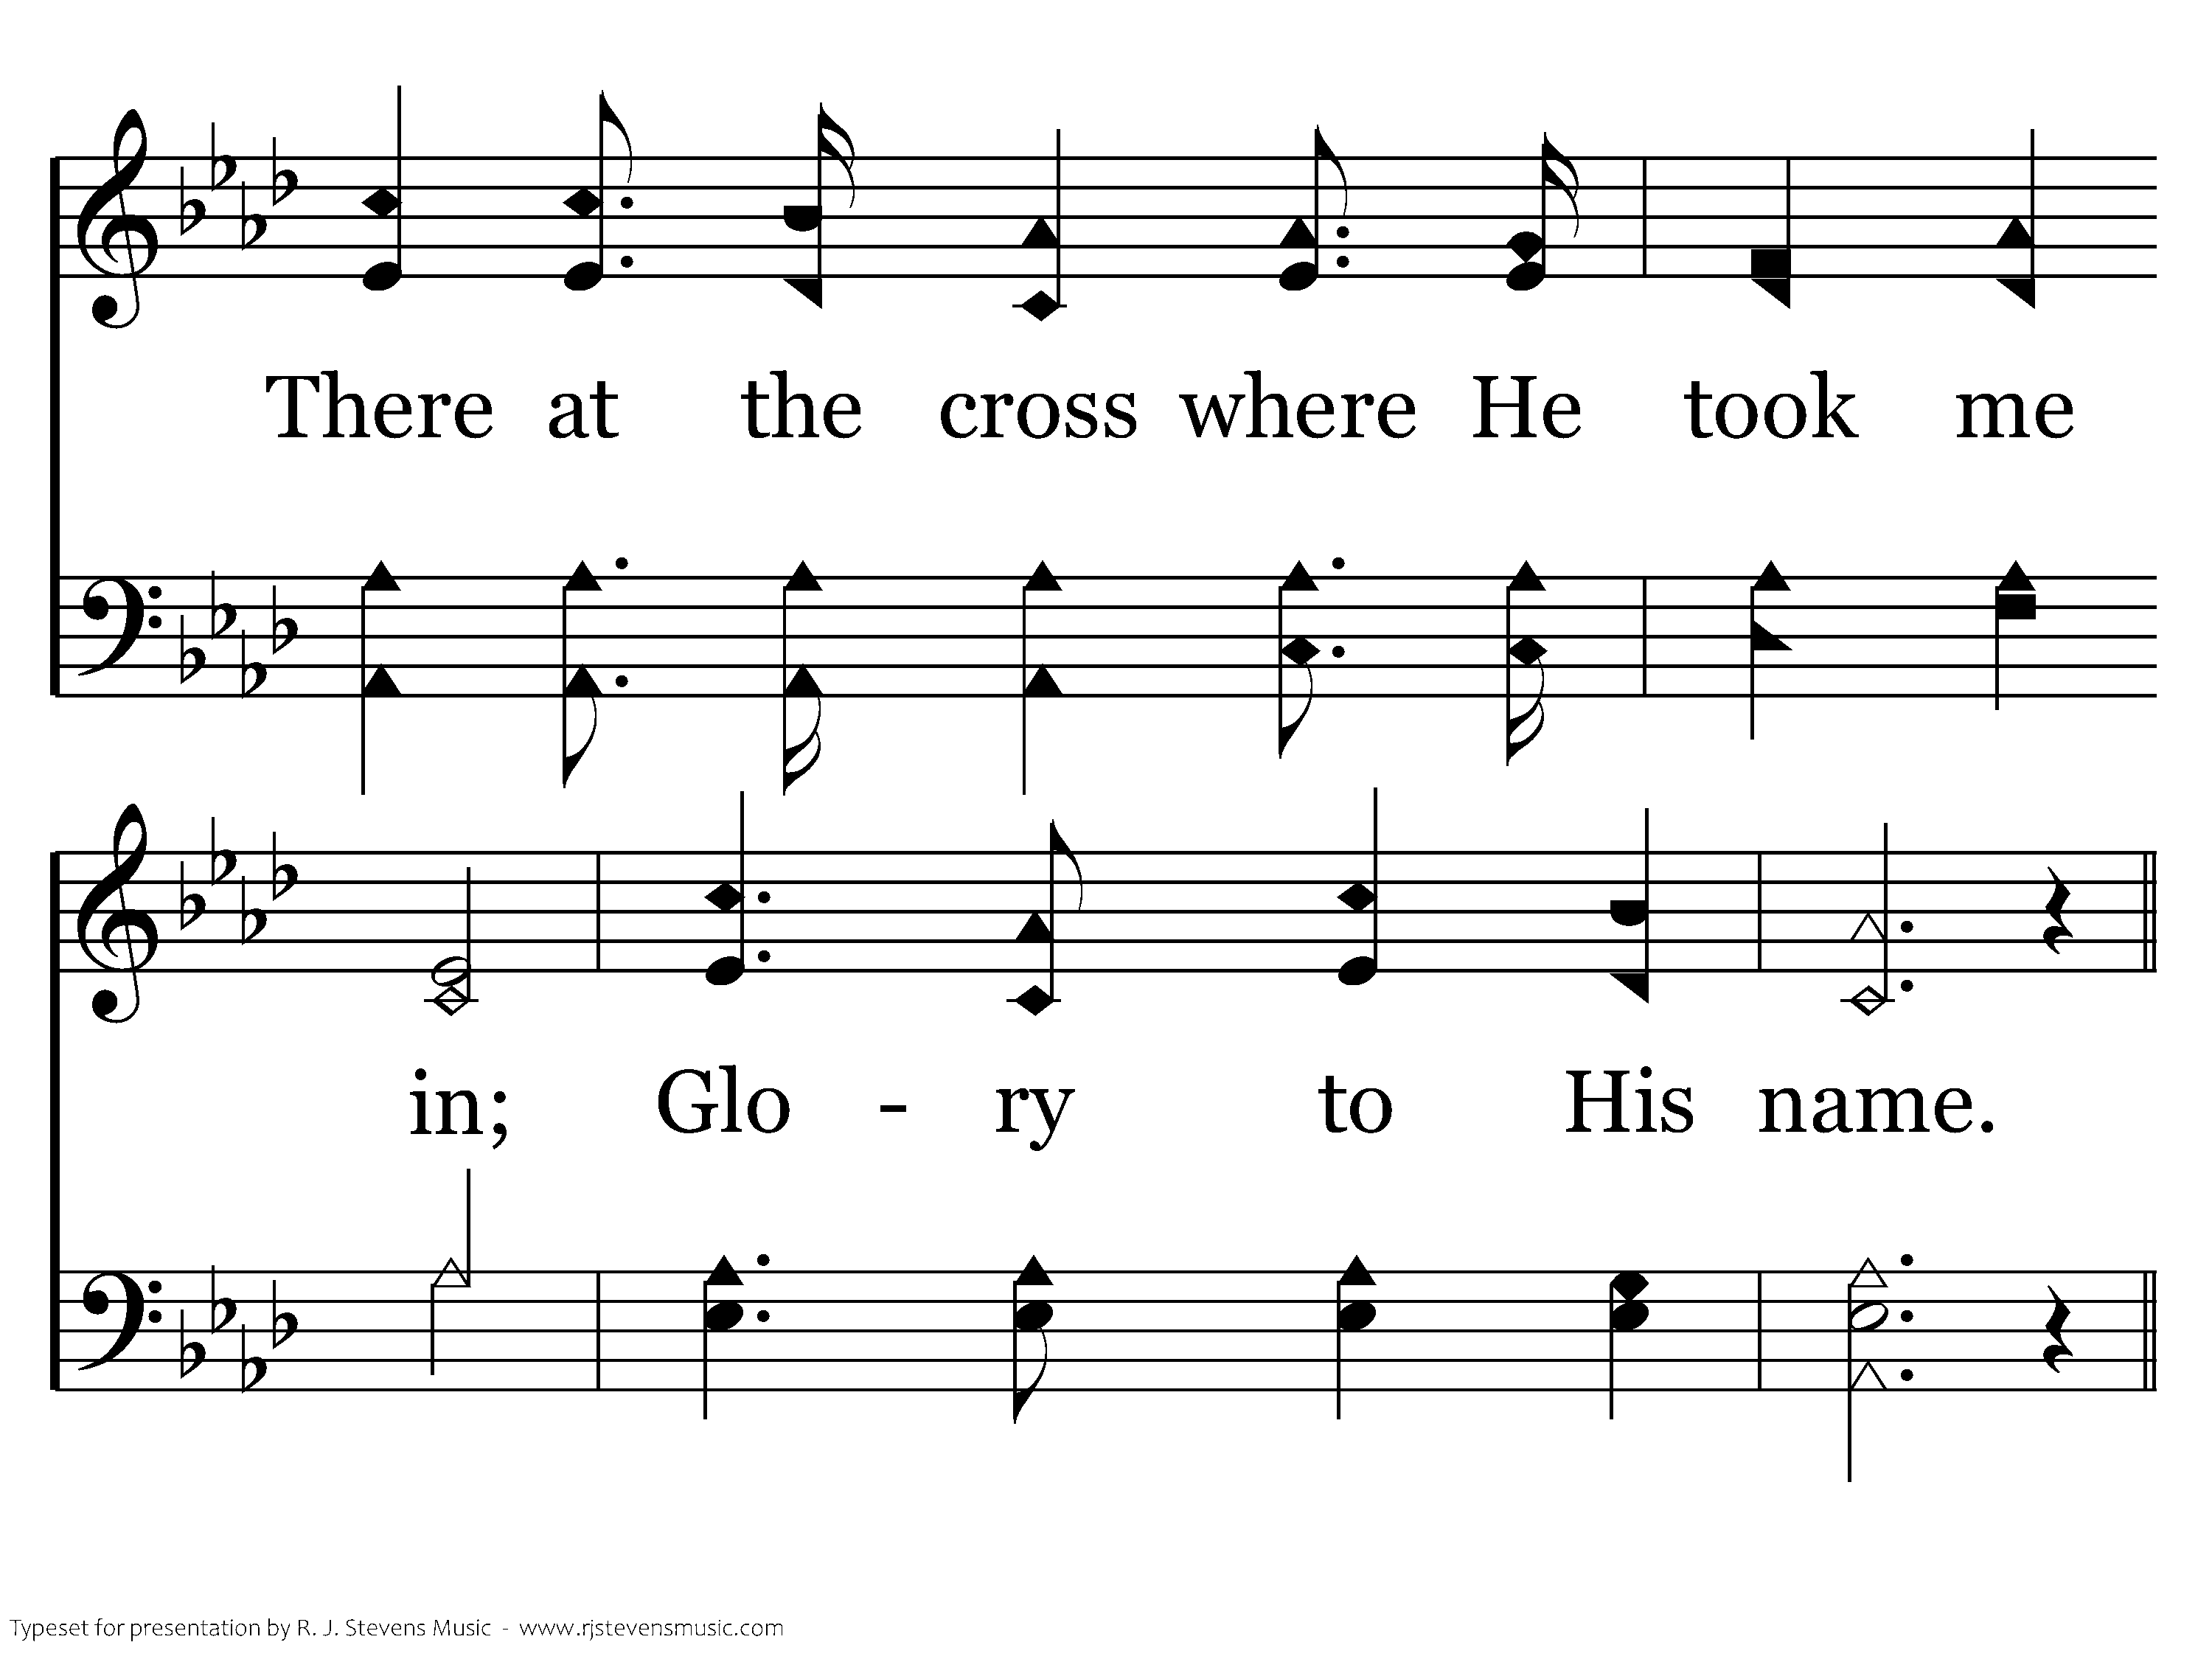 There at the cross where He took me
in; Glo - ry to His name.
Typeset for presentation by R. J. Stevens Music - www.rjstevensmusic.com